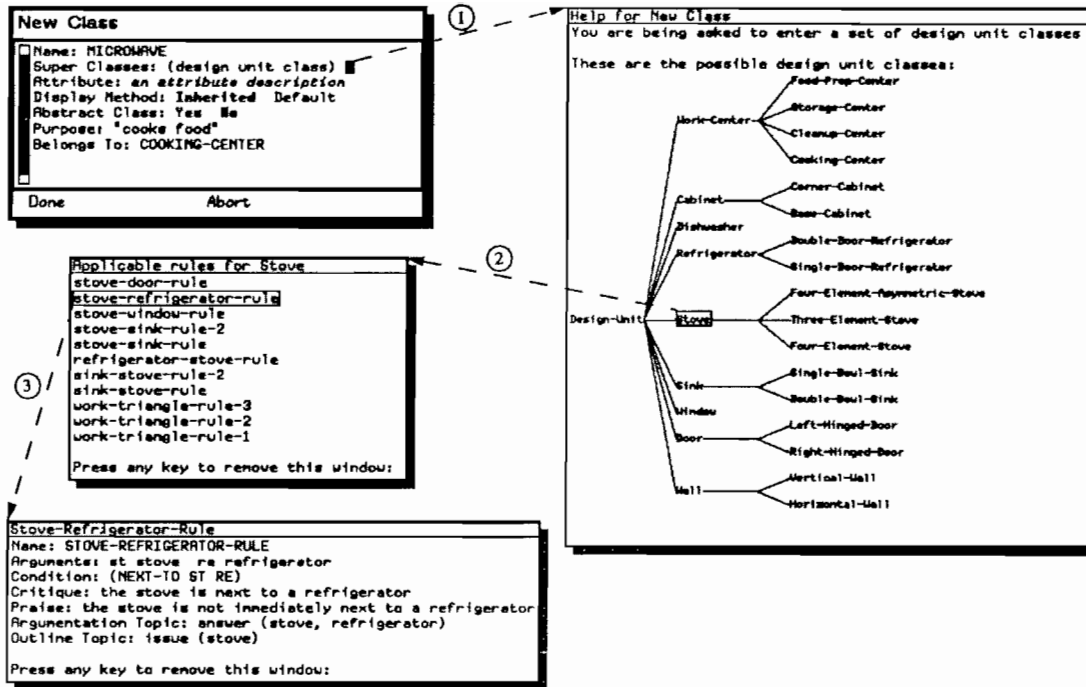 New Class
Name: MICROWAVE
Super Classes: (design unit class)
Attribute: an attribute description
Display Method: Inherited Default
Abstract Class: Yes No
Purpose: "cooks food"
Belongs To: COOKING-CENTER
Done Abort
1
Help for New Class
You are being asked to enter a set of design unit classes
These are the possible design unit classes:
Food-Prep-Center
Storage-Center
Work-Center
Cleanup-Center
Cooking-Center
Corner-Cabinet
Cabinet
Base-Cabinet
Dishwasher
Double-Door-Refrigerator
Refrigerator
Single-Door-Refrigerator
Four-Element-Asymmetric-Stove
Design-Unit
Stove
Three-Element-Stove
Four-Element-Stove
Single-Bowl-Sink
Sink
Double-Bowl-Sink
Window
Left-Hinged-Door
Door
Right-Hinged-Door
Vertical-Wall
Wall
Horizontal-Wall
2
Applicable rules for Stove
stove-door-rule
stove-refrigerator-rule
stove-window-rule
stove-sink-rule-2
stove-sink-rule
refrigerator-stove-rule
sink-stove-rule-2
sink-stove-rule
work-triangle-rule-3
work-triangle-rule-2
work-triangle-rule-1
Press any key to remove this window:
3
Stove-Refrigerator-Rule
Name: STOVE-REFRIGERATOR-RULE
Arguments: st stove re refrigerator
Condition: (NEXT-TO ST RE)
Critique: the stove is next to a refrigerator
Praise: the stove is not immediately next to a refrigerator
Argumentation Topic: answer (stove, refrigerator)
Outline Topic: issue (stove)
Press any key to remove this window: